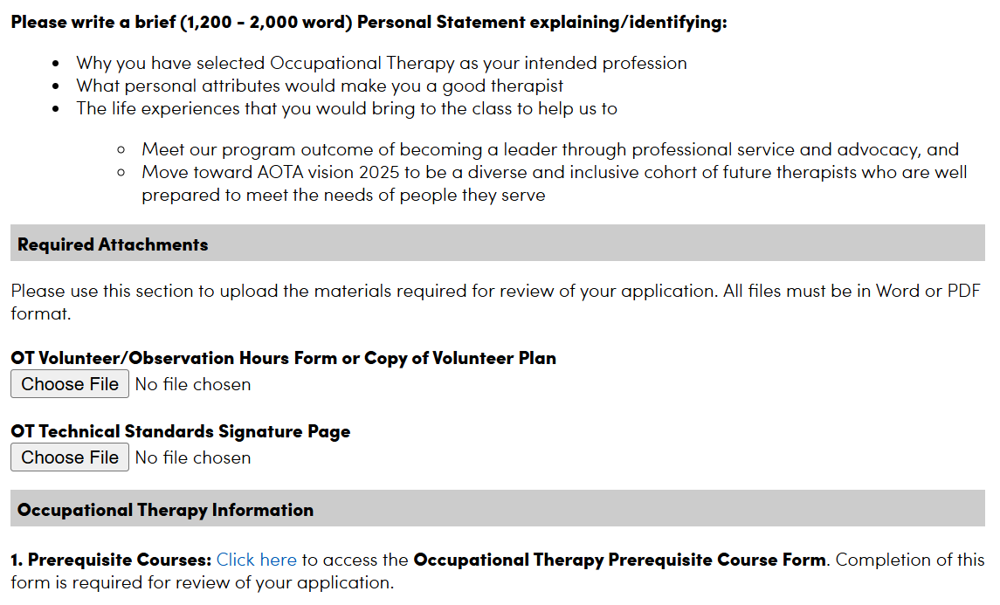 Please write a brief (1,200 - 2,000 word) Personal Statement explaining/identifying:
• Why you have selected Occupational Therapy as your intended profession
• What personal attributes would make you a good therapist
• The life experiences that you would bring to the class to help us to
◦ Meet our program outcome of becoming a leader through professional service and advocacy, and
◦ Move toward AOTA vision 2025 to be a diverse and inclusive cohort of future therapists who are well
prepared to meet the needs of people they serve
Required Attachments
Please use this section to upload the materials required for review of your application. All files must be in Word or PDF
format.
OT Volunteer/Observation Hours Form or Copy of Volunteer Plan
Choose File No file chosen
OT Technical Standards Signature Page
Choose File No file chosen
Occupational Therapy Information
1. Prerequisite Courses: Click here to access the Occupational Therapy Prerequisite Course Form. Completion of this
form is required for review of your application.